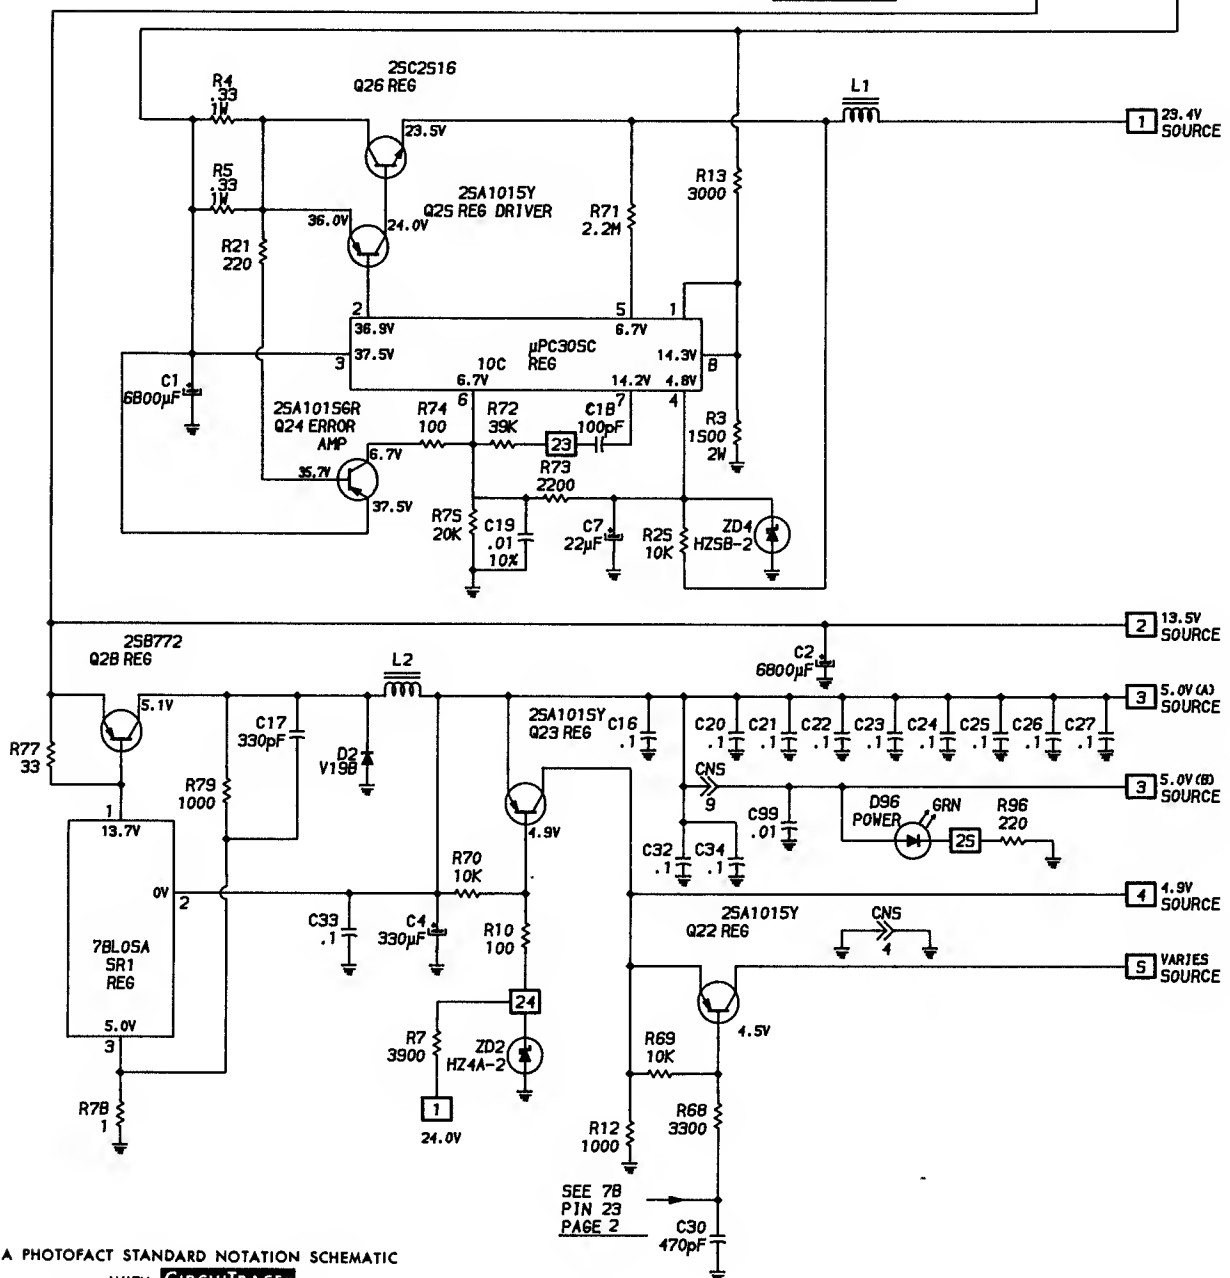 2SC2516
Q26 REG
R4
.33
1W
23.5V
L1
1
23.4V
SOURCE
R5
.33
1W
2SA1015Y
Q25 REG DRIVER
36.0V
24.0V
R21
220
R71
2.2M
R13
3000
2
36.9V
5
6.7V
1
3
37.5V
µPC305C
REG
10C
14.3V
8
6.7V
6
14.2V
7
4.8V
4
C1
6800µF
2SA1015GR
Q24 ERROR
AMP
R74
100
R72
39K
23
C18
100pF
R3
1500
2W
6.7V
35.7V
37.5V
R73
2200
R75
20K
C19
.01
10%
C7
22µF
R25
10K
ZD4
HZ5B-2
2
13.5V
SOURCE
2SB772
Q28 REG
L2
C2
6800µF
5.1V
3
5.0V(A)
SOURCE
R77
33
C17
330pF
2SA1015Y
Q23 REG
C16
.1
C20
.1
C21
.1
C22
.1
C23
.1
C24
.1
C25
.1
C26
.1
C27
.1
D2
V19B
R79
1000
CN5
9
3
5.0V(B)
SOURCE
1
13.7V
4.9V
C99
.01
D96
POWER
GRN
25
R96
220
C32
.1
C34
.1
R70
10K
0V
2
4
4.9V
SOURCE
C33
.1
C4
330µF
R10
100
2SA1015Y
Q22 REG
CN5
4
78L05A
SR1
REG
5
VARIES
SOURCE
24
4.5V
5.0V
3
R7
3900
ZD2
HZ4A-2
R69
10K
R78
1
1
24.0V
R12
1000
R68
3300
SEE 7B
PIN 23
PAGE 2
C30
470pF
A PHOTOFACT STANDARD NOTATION SCHEMATIC
WITH CIRCUITRACE